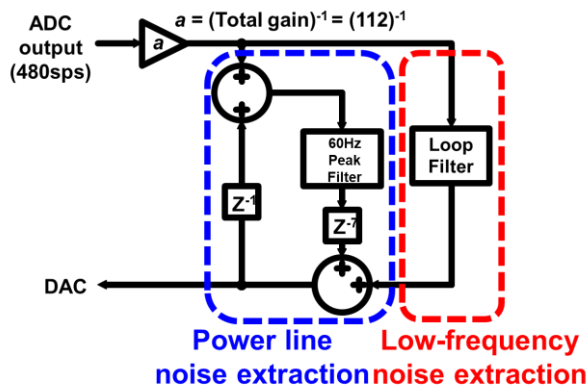 ADC
output
(480sps)
a
a = (Total gain)⁻¹ = (112)⁻¹
+
+
60Hz
Peak
Filter
Loop
Filter
Z⁻¹
Z⁻⁷
+
+
DAC
Power line
noise extraction
Low-frequency
noise extraction